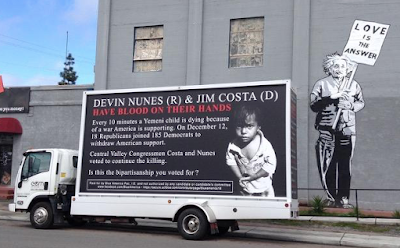 LOVE
IS THE
ANSWER
DEVIN NUNES (R) & JIM COSTA (D)
HAVE BLOOD ON THEIR HANDS
Every 10 minutes a Yemeni child is dying because
of a war America is supporting. On December 12,
18 Republicans joined 185 Democrats to
withdraw American support.
Central Valley Congressmen Costa and Nunes
voted to continue the killing.
Is this the bipartisanship you voted for?